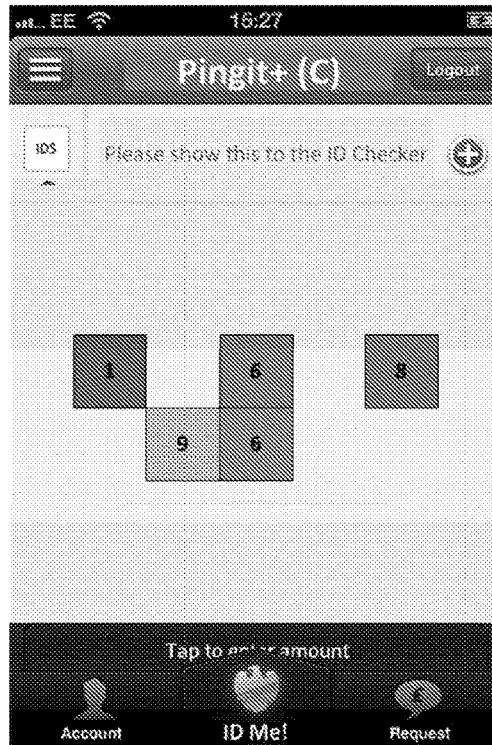 EE 16:27
Pingit+ (C) Logout
IDS Please show this to the ID Checker
1 6 8
9 6
Tap to enter amount
£
Account ID Me! Request